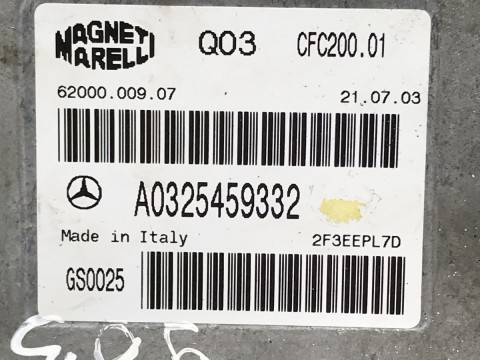 MAGNETI MARELLI Q03 CFC200.01
62000.009.07 21.07.03
A0325459332
Made in Italy 2F3EEPL7D
GS0025